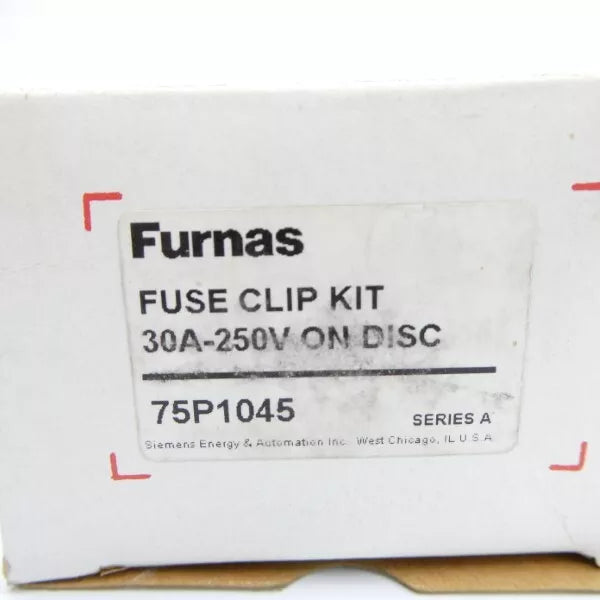 Furnas
FUSE CLIP KIT
30A-250V ON DISC
75P1045
SERIES A
Siemens Energy & Automation Inc. West Chicago, IL U.S.A